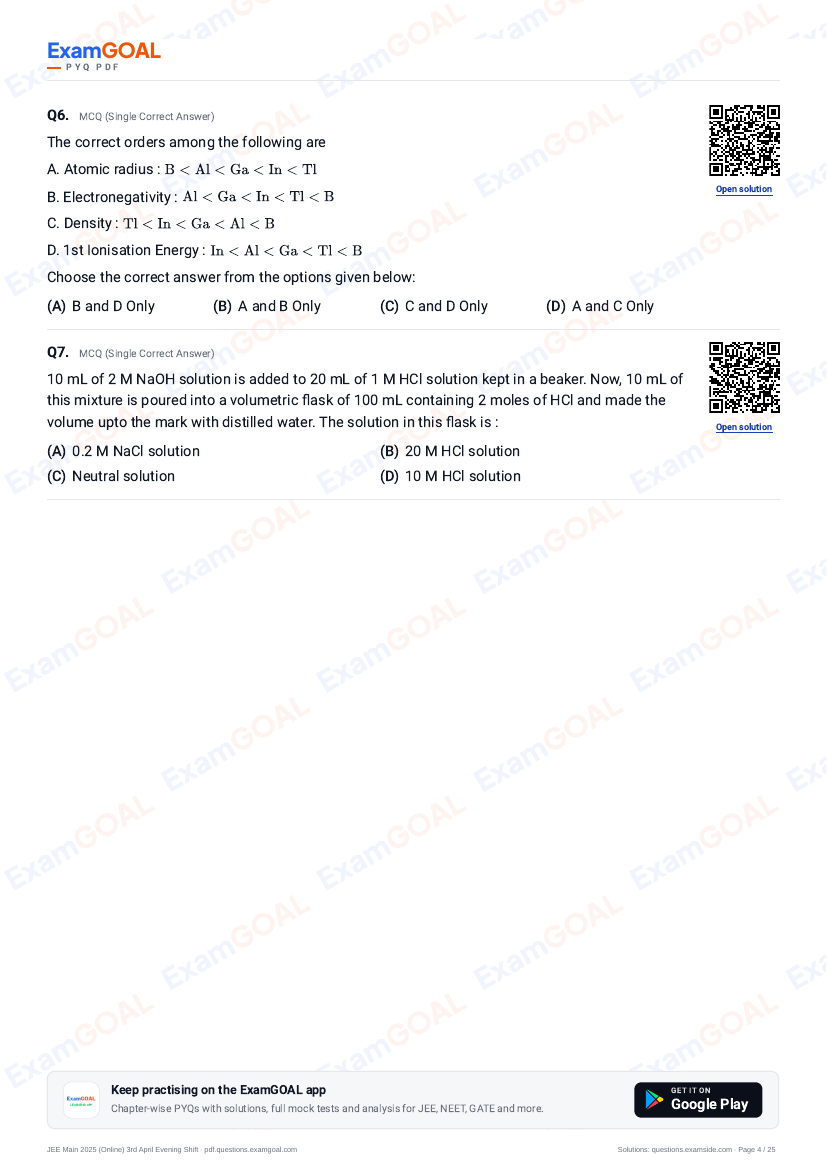 ExamGOAL
PYQ PDF
Q6. MCQ (Single Correct Answer)
The correct orders among the following are
A. Atomic radius : B < Al < Ga < In < Tl
B. Electronegativity : Al < Ga < In < Tl < B
C. Density : Tl < In < Ga < Al < B
D. 1st Ionisation Energy : In < Al < Ga < Tl < B
Choose the correct answer from the options given below:
(A) B and D Only (B) A and B Only (C) C and D Only (D) A and C Only
Open solution
Q7. MCQ (Single Correct Answer)
10 mL of 2 M NaOH solution is added to 20 mL of 1 M HCl solution kept in a beaker. Now, 10 mL of
this mixture is poured into a volumetric flask of 100 mL containing 2 moles of HCl and made the
volume upto the mark with distilled water. The solution in this flask is :
(A) 0.2 M NaCl solution (B) 20 M HCl solution
(C) Neutral solution (D) 10 M HCl solution
Open solution
ExamGOAL
Keep practising on the ExamGOAL app
Chapter-wise PYQs with solutions, full mock tests and analysis for JEE, NEET, GATE and more.
GET IT ON
Google Play
JEE Main 2025 (Online) 3rd April Evening Shift · pdf.questions.examgoal.com
Solutions: questions.examside.com · Page 4 / 25